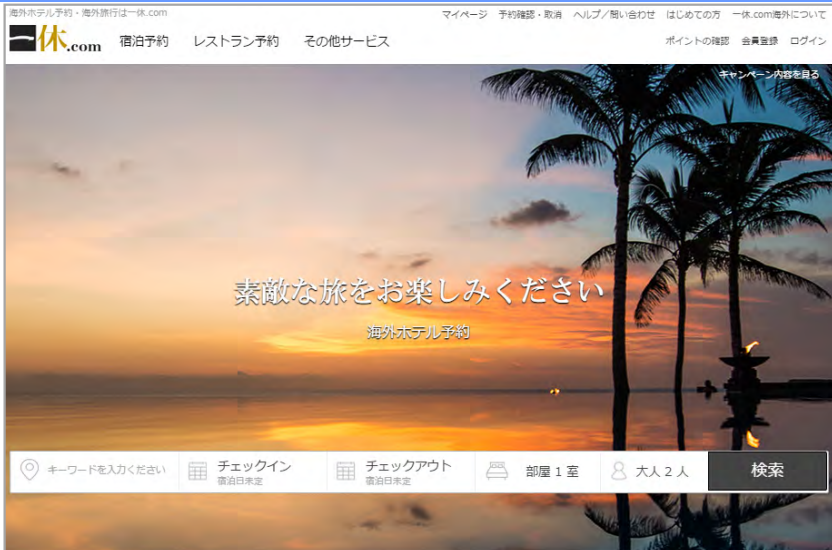 海外ホテル予約・海外旅行は一休.com
マイページ 予約確認・取消 ヘルプ／問い合わせ はじめての方 一休.com海外について
一休.com 宿泊予約 レストラン予約 その他サービス
ポイントの確認 会員登録 ログイン
キャンペーン内容を見る
素敵な旅をお楽しみください
海外ホテル予約
キーワードを入力ください
チェックイン
宿泊日未定
チェックアウト
宿泊日未定
部屋 1 室
大人 2 人
検索